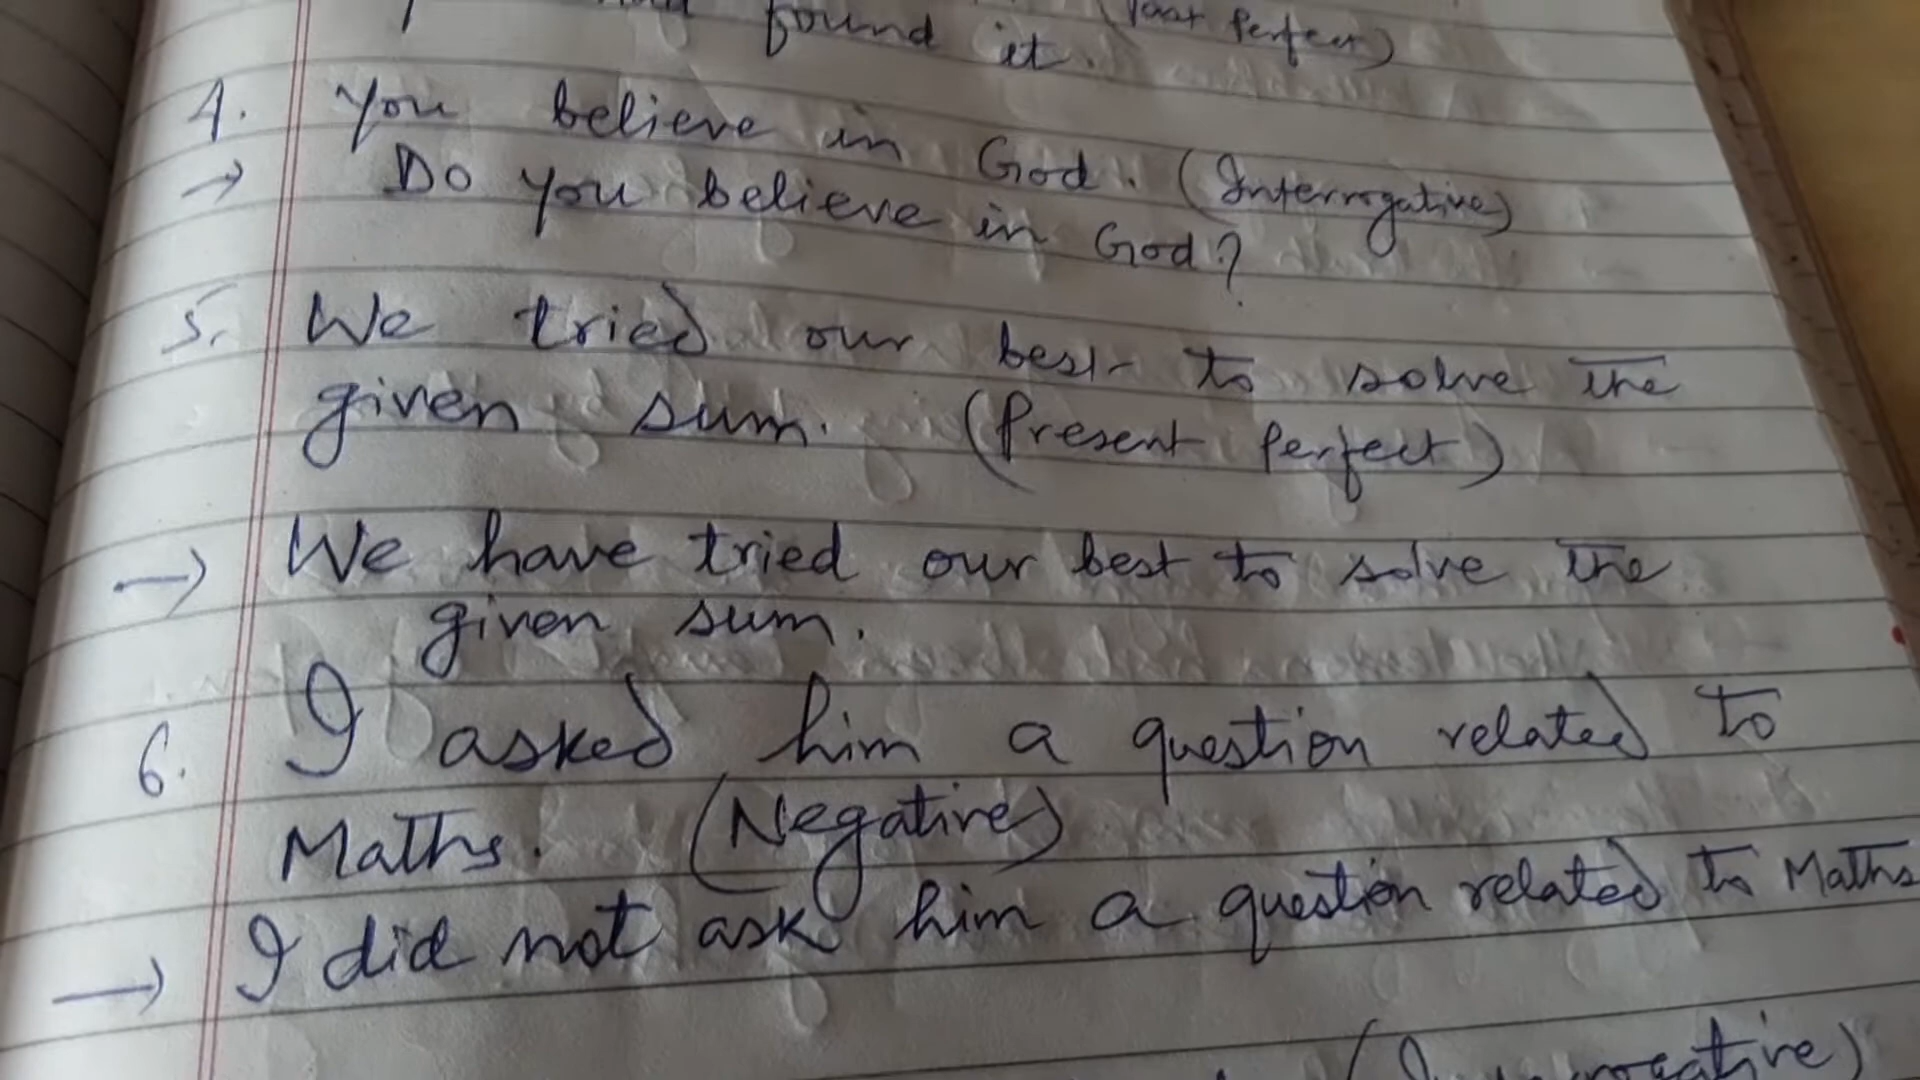 found it. (Past Perfect)
4. You believe in God. (Interrogative)
→ Do you believe in God?
5. We tried our best to solve the
given sum. (Present Perfect)
→ We have tried our best to solve the
given sum.
6. I asked him a question related to
Maths. (Negative)
→ I did not ask him a question related to Maths
(Interrogative)